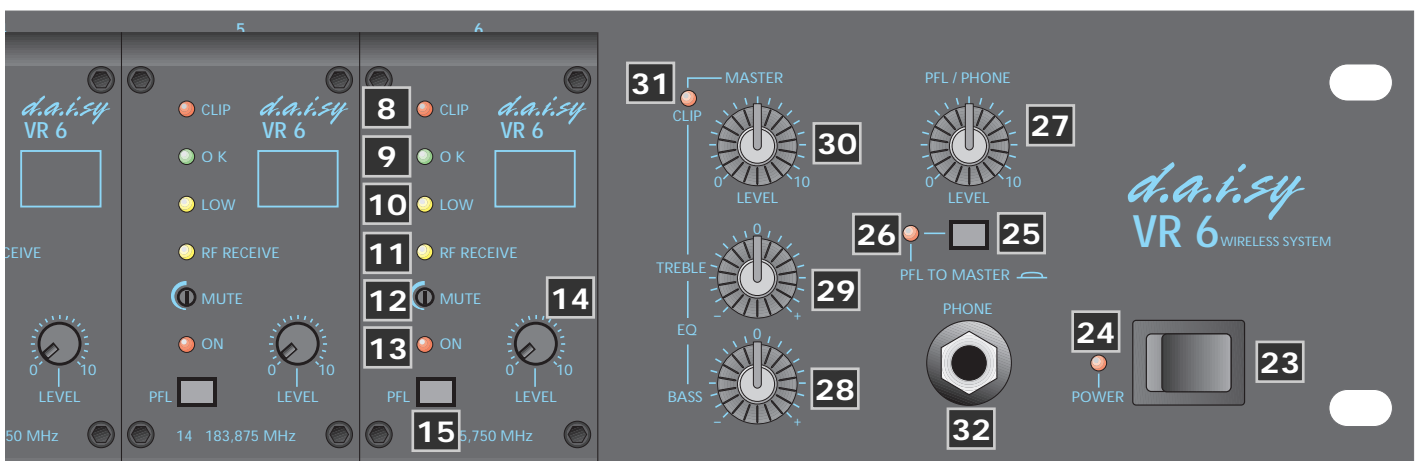 5
6
d.a.i.sy
VR 6
CEIVE
0 10
LEVEL
50 MHz
CLIP
O K
LOW
RF RECEIVE
MUTE
ON
PFL
d.a.i.sy
VR 6
0 10
LEVEL
14 183,875 MHz
8 CLIP
9 O K
10 LOW
11 RF RECEIVE
12 MUTE
13 ON
PFL
15
d.a.i.sy
VR 6
14
0 10
LEVEL
5,750 MHz
31
MASTER
CLIP
30
0 10
LEVEL
TREBLE
0
- +
29
EQ
BASS
0
- +
28
PFL / PHONE
27
0 10
LEVEL
26
25
PFL TO MASTER
PHONE
32
d.a.i.sy
VR 6 WIRELESS SYSTEM
24
POWER
23